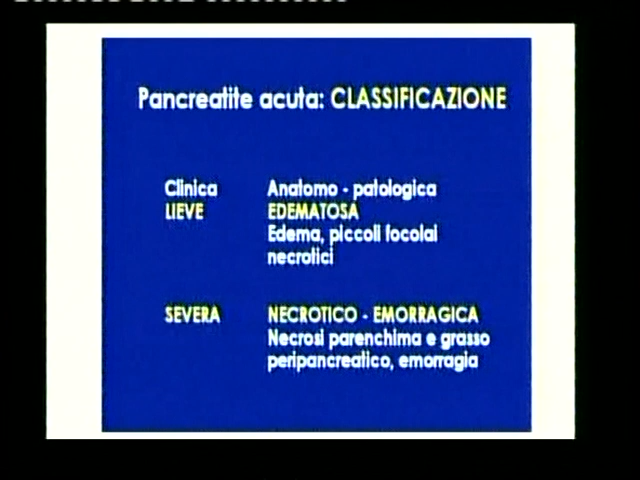 Pancreatite acuta: CLASSIFICAZIONE
Clinica Anatomo - patologica
LIEVE EDEMATOSA
Edema, piccoli focolai
necrotici
SEVERA NECROTICO - EMORRAGICA
Necrosi parenchima e grasso
peripancreatico, emorragia